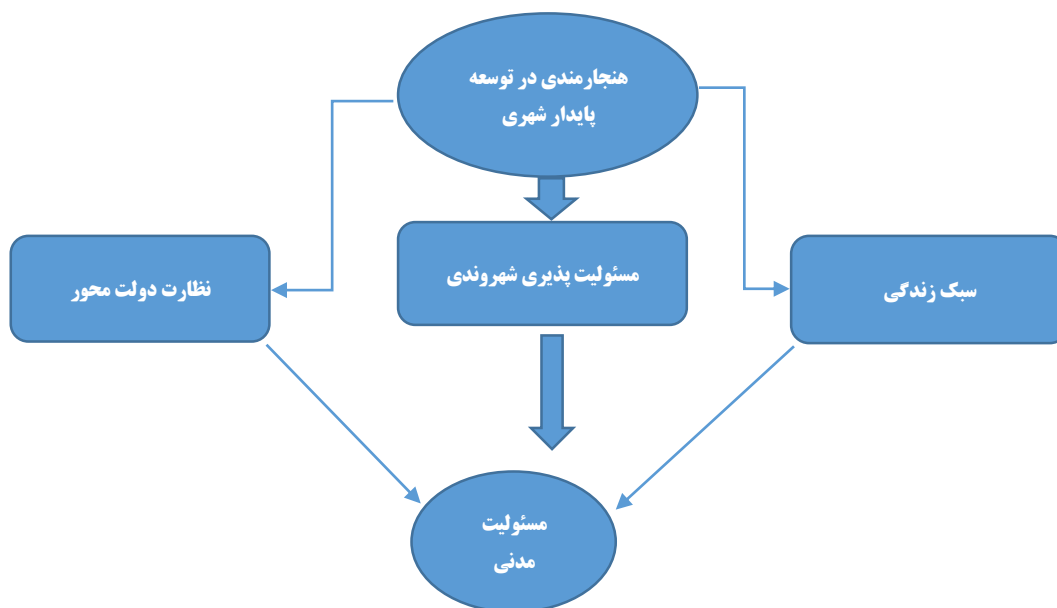 هنجارمندی در توسعه
پایدار شهری
سبک زندگی
مسئولیت پذیری شهروندی
نظارت دولت محور
مسئولیت
مدنی